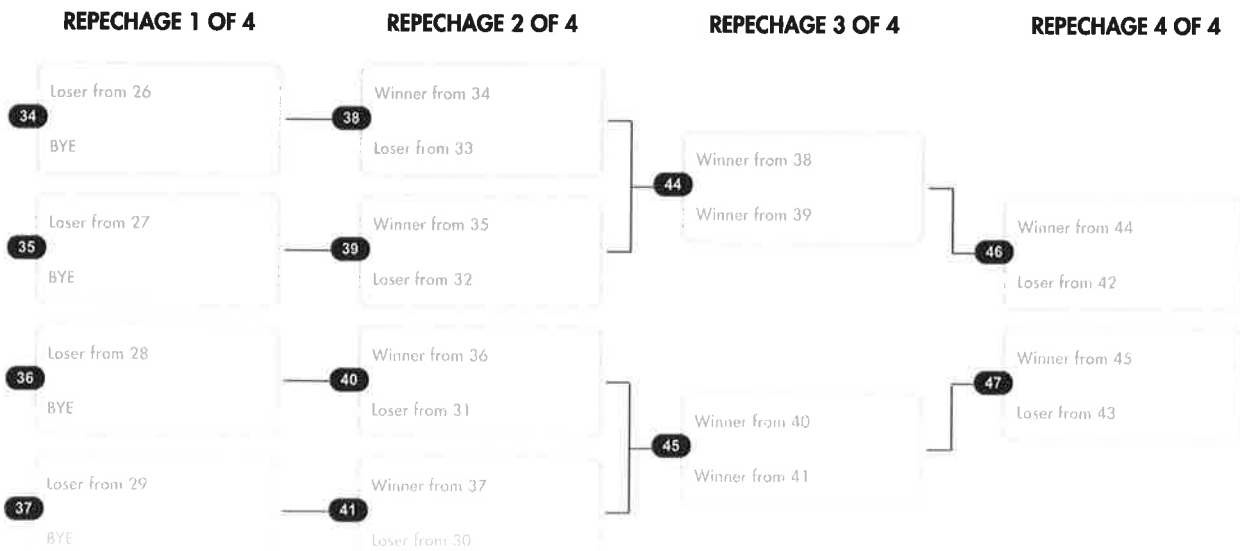 REPECHAGE 1 OF 4
REPECHAGE 2 OF 4
REPECHAGE 3 OF 4
REPECHAGE 4 OF 4
34
Loser from 26
BYE
35
Loser from 27
BYE
36
Loser from 28
BYE
37
Loser from 29
BYE
38
Winner from 34
Loser from 33
39
Winner from 35
Loser from 32
40
Winner from 36
Loser from 31
41
Winner from 37
Loser from 30
44
Winner from 38
Winner from 39
45
Winner from 40
Winner from 41
46
Winner from 44
Loser from 42
47
Winner from 45
Loser from 43